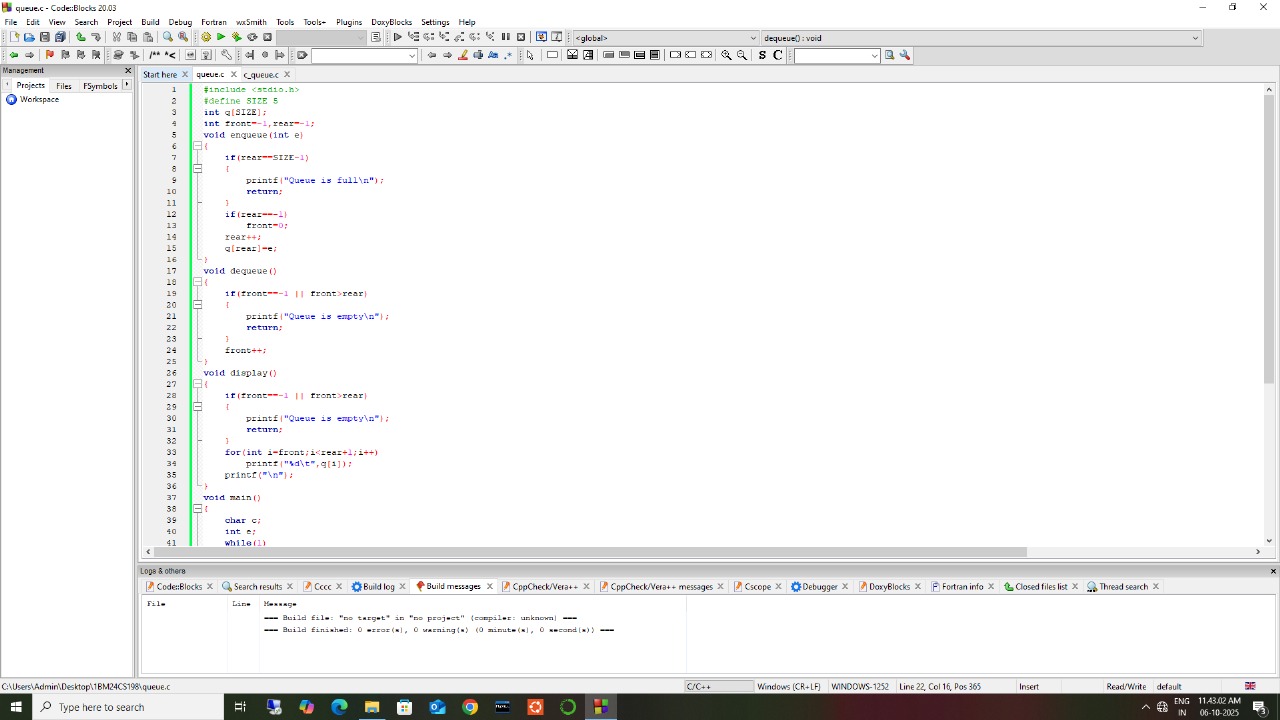 queue.c - Code::Blocks 20.03
File Edit View Search Project Build Debug Fortran wxSmith Tools Tools+ Plugins DoxyBlocks Settings Help
<global> dequeue() : void
/** *<
S C
Management
Projects Files FSymbols
Workspace
Start here queue.c c_queue.c
1 #include <stdio.h>
2 #define SIZE 5
3 int q[SIZE];
4 int front=-1,rear=-1;
5 void enqueue(int e)
6 {
7 if(rear==SIZE-1)
8 {
9 printf("Queue is full\n");
10 return;
11 }
12 if(rear==-1)
13 front=0;
14 rear++;
15 q[rear]=e;
16 }
17 void dequeue()
18 {
19 if(front==-1 || front>rear)
20 {
21 printf("Queue is empty\n");
22 return;
23 }
24 front++;
25 }
26 void display()
27 {
28 if(front==-1 || front>rear)
29 {
30 printf("Queue is empty\n");
31 return;
32 }
33 for(int i=front;i<rear+1;i++)
34 printf("%d\t",q[i]);
35 printf("\n");
36 }
37 void main()
38 {
39 char c;
40 int e;
41 while(1)
Logs & others
Code::Blocks Search results Cccc Build log Build messages CppCheck/Vera++ CppCheck/Vera++ messages Cscope Debugger DoxyBlocks Fortran info Closed files list Thread search
File Line Message
=== Build file: "no target" in "no project" (compiler: unknown) ===
=== Build finished: 0 error(s), 0 warning(s) (0 minute(s), 0 second(s)) ===
C:\Users\Admin\Desktop\1BM24CS198\queue.c C/C++ Windows (CR+LF) WINDOWS-1252 Line 22, Col 16, Pos 365 Insert Read/Write default
Type here to search
ENG
IN
11.43.02 AM
06-10-2025
3